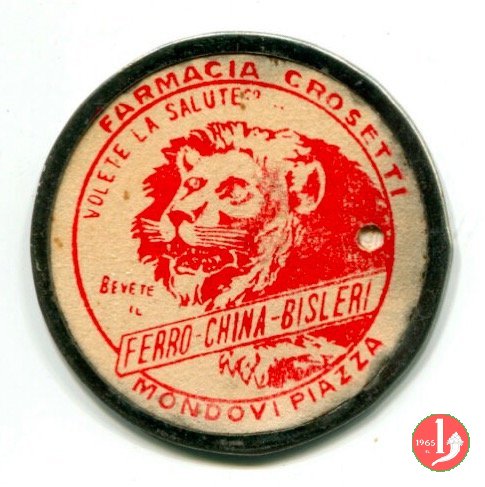 FARMACIA CROSETTI
VOLETE LA SALUTE??..
BEVETE
IL
FERRO-CHINA-BISLERI
MONDOVI PIAZZA
1965